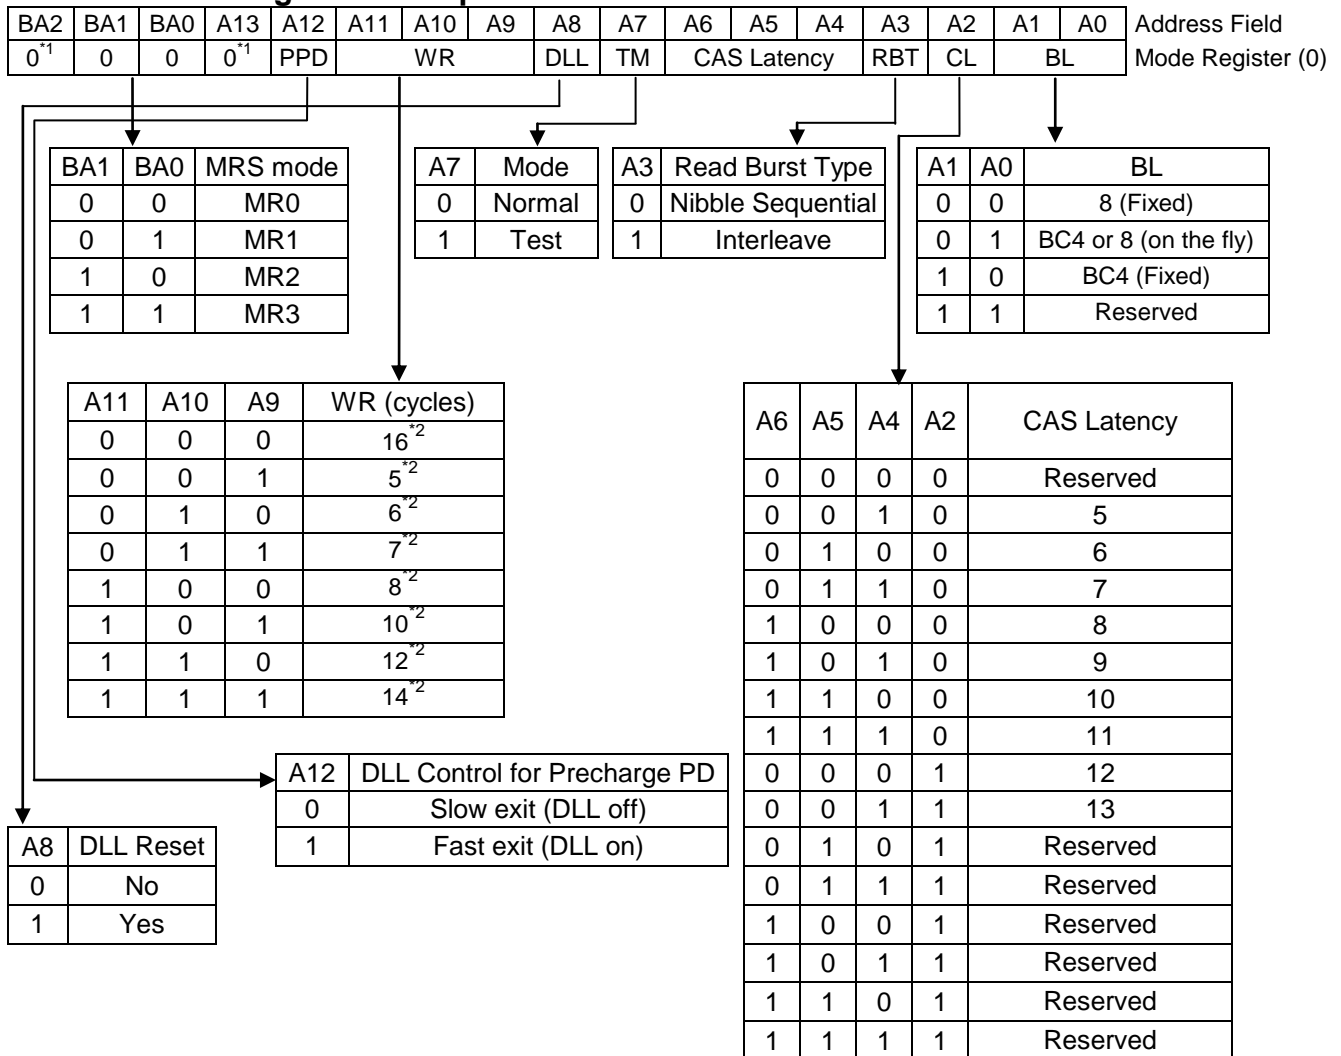 BA2 BA1 BA0 A13 A12 A11 A10 A9 A8 A7 A6 A5 A4 A3 A2 A1 A0 Address Field
0*1 0 0 0*1 PPD WR DLL TM CAS Latency RBT CL BL Mode Register (0)
BA1 BA0 MRS mode
0 0 MR0
0 1 MR1
1 0 MR2
1 1 MR3
A7 Mode
0 Normal
1 Test
A3 Read Burst Type
0 Nibble Sequential
1 Interleave
A1 A0 BL
0 0 8 (Fixed)
0 1 BC4 or 8 (on the fly)
1 0 BC4 (Fixed)
1 1 Reserved
A11 A10 A9 WR (cycles)
0 0 0 16*2
0 0 1 5*2
0 1 0 6*2
0 1 1 7*2
1 0 0 8*2
1 0 1 10*2
1 1 0 12*2
1 1 1 14*2
A6 A5 A4 A2 CAS Latency
0 0 0 0 Reserved
0 0 1 0 5
0 1 0 0 6
0 1 1 0 7
1 0 0 0 8
1 0 1 0 9
1 1 0 0 10
1 1 1 0 11
0 0 0 1 12
0 0 1 1 13
0 1 0 1 Reserved
0 1 1 1 Reserved
1 0 0 1 Reserved
1 0 1 1 Reserved
1 1 0 1 Reserved
1 1 1 1 Reserved
A12 DLL Control for Precharge PD
0 Slow exit (DLL off)
1 Fast exit (DLL on)
A8 DLL Reset
0 No
1 Yes